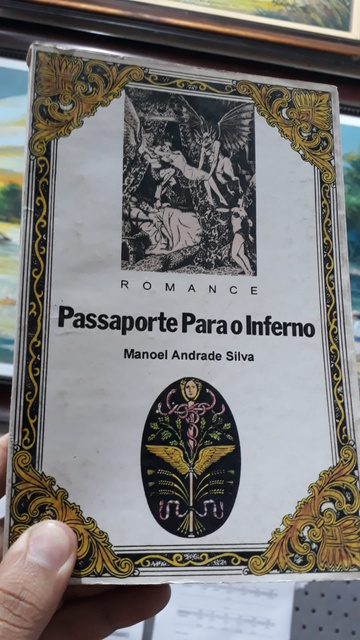 ROMANCE
Passaporte Para o Inferno
Manoel Andrade Silva